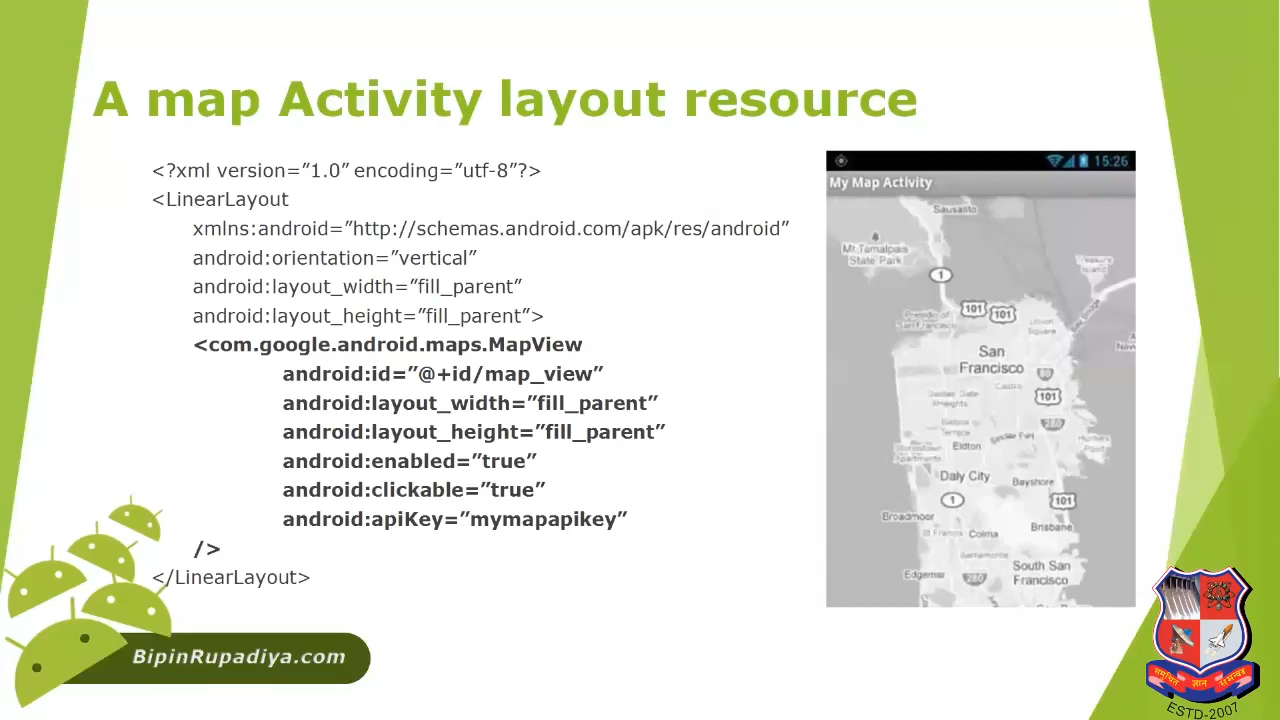 A map Activity layout resource
<?xml version=”1.0” encoding=”utf-8”?>
<LinearLayout
xmlns:android=”http://schemas.android.com/apk/res/android”
android:orientation=”vertical”
android:layout_width=”fill_parent”
android:layout_height=”fill_parent”>
<com.google.android.maps.MapView
android:id=”@+id/map_view”
android:layout_width=”fill_parent”
android:layout_height=”fill_parent”
android:enabled=”true”
android:clickable=”true”
android:apiKey=”mymapapikey”
/>
</LinearLayout>
BipinRupadiya.com
15:26
My Map Activity
Sausalito
Mt Tamalpais
State Park
1
101
101
San
Francisco
80
101
280
Daly City
Bayshore
1
101
Broadmoor
Brisbane
Colma
Edgemar
280
South San
Francisco
ज्ञान
ESTD-2007